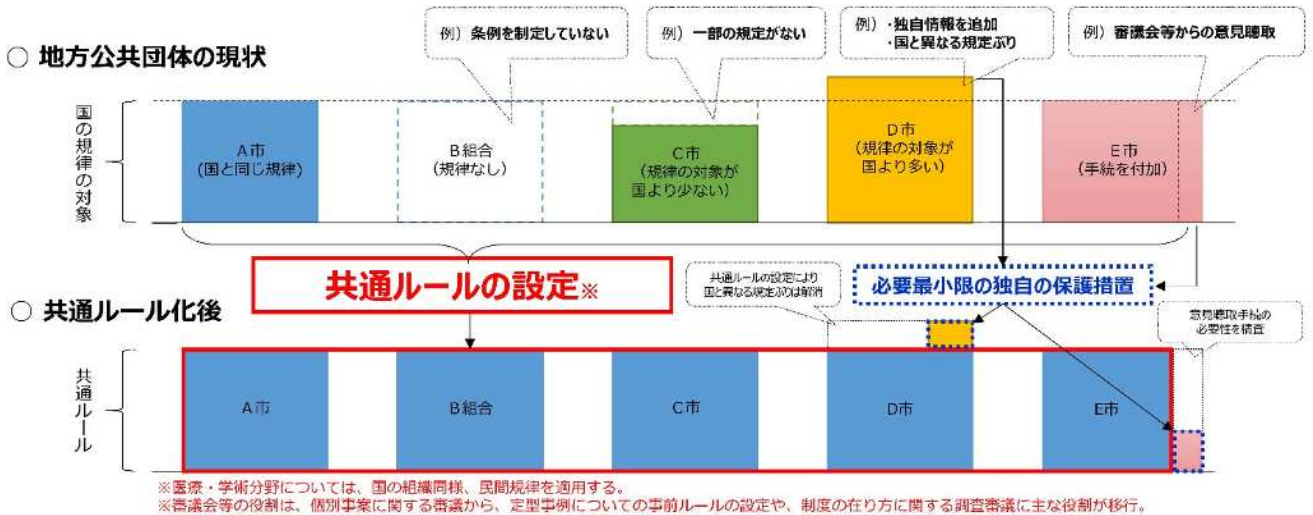 例）条例を制定していない
例）一部の規定がない
例）・独自情報を追加
・国と異なる規定ぶり
例）審議会等からの意見聴取
○ 地方公共団体の現状
国の規律の対象
A市
(国と同じ規律)
B組合
(規律なし)
C市
(規律の対象が
国より少ない)
D市
(規律の対象が
国より多い)
E市
(手続を付加)
共通ルールの設定※
共通ルールの設定により
国と異なる規定ぶりは解消
必要最小限の独自の保護措置
○ 共通ルール化後
意見聴取手続の
必要性を精査
共通ルール
A市
B組合
C市
D市
E市
※医療・学術分野については、国の組織同様、民間規律を適用する。
※審議会等の役割は、個別事案に関する審議から、定型事例についての事前ルールの設定や、制度の在り方に関する調査審議に主な役割が移行。